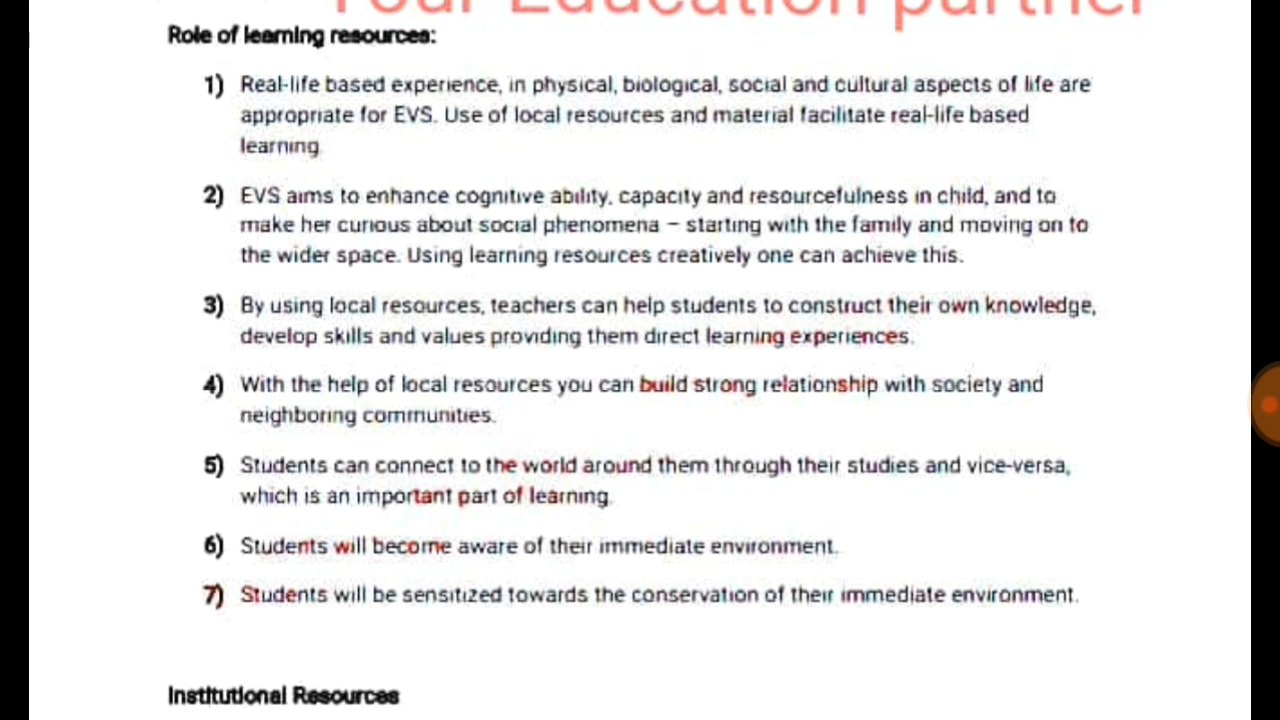 Your Education partner
Role of learning resources:
1) Real-life based experience, in physical, biological, social and cultural aspects of life are
appropriate for EVS. Use of local resources and material facilitate real-life based
learning.
2) EVS aims to enhance cognitive ability, capacity and resourcefulness in child, and to
make her curious about social phenomena – starting with the family and moving on to
the wider space. Using learning resources creatively one can achieve this.
3) By using local resources, teachers can help students to construct their own knowledge,
develop skills and values providing them direct learning experiences.
4) With the help of local resources you can build strong relationship with society and
neighboring communities.
5) Students can connect to the world around them through their studies and vice-versa,
which is an important part of learning.
6) Students will become aware of their immediate environment.
7) Students will be sensitized towards the conservation of their immediate environment.
Institutional Resources